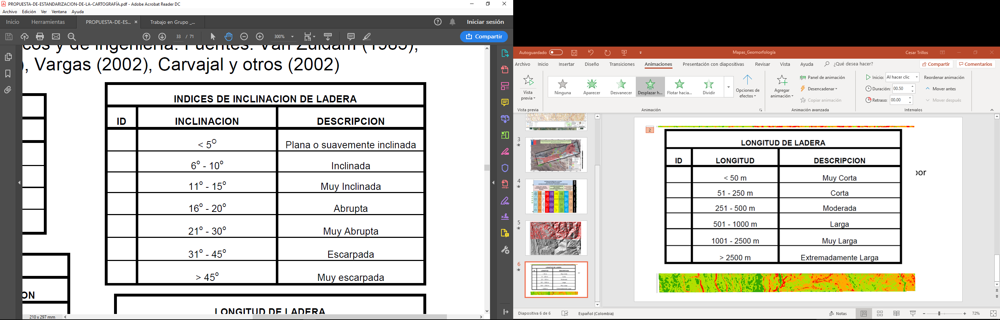 PROPUESTA-DE-ESTANDARIZACION-DE-LA-CARTOGRAFÍA.pdf - Adobe Acrobat Reader DC
Archivo Edición Ver Ventana Ayuda
Inicio Herramientas PROPUESTA-DE-ES... × Trabajo en Grupo _... Iniciar sesión
33 / 71 300% Compartir
cos y de ingeniería. Fuentes: Van Zuidam (1985),
), Vargas (2002), Carvajal y otros (2002)
INDICES DE INCLINACION DE LADERA
ID INCLINACION DESCRIPCION
< 5° Plana o suavemente inclinada
6° - 10° Inclinada
11° - 15° Muy Inclinada
16° - 20° Abrupta
21° - 30° Muy Abrupta
31° - 45° Escarpada
> 45° Muy escarpada
ON
LONGITUD DE LADERA
210 x 297 mm
Autoguardado Mapas_Geomorfología Cesar Trillos
Archivo Inicio Insertar Diseño Transiciones Animaciones Presentación con diapositivas Revisar Vista Ayuda ¿Qué desea hacer? Compartir Comentarios
Vista previa
Ninguna Aparecer Desvanecer Desplazar h... Flotar hacia... Dividir
Opciones de efectos
Agregar animación
Panel de animación
Desencadenar
Copiar animación
Inicio: Al hacer clic
Duración: 00.50
Retraso: 00.00
Reordenar animación
Mover antes
Mover después
Vista previa Animación Animación avanzada Intervalos
3
4
5
6
2
LONGITUD DE LADERA
ID LONGITUD DESCRIPCION
< 50 m Muy Corta
51 - 250 m Corta
251 - 500 m Moderada
501 - 1000 m Larga
1001 - 2500 m Muy Larga
> 2500 m Extremadamente Larga
por
Diapositiva 6 de 6 Español (Colombia) Notas 72%